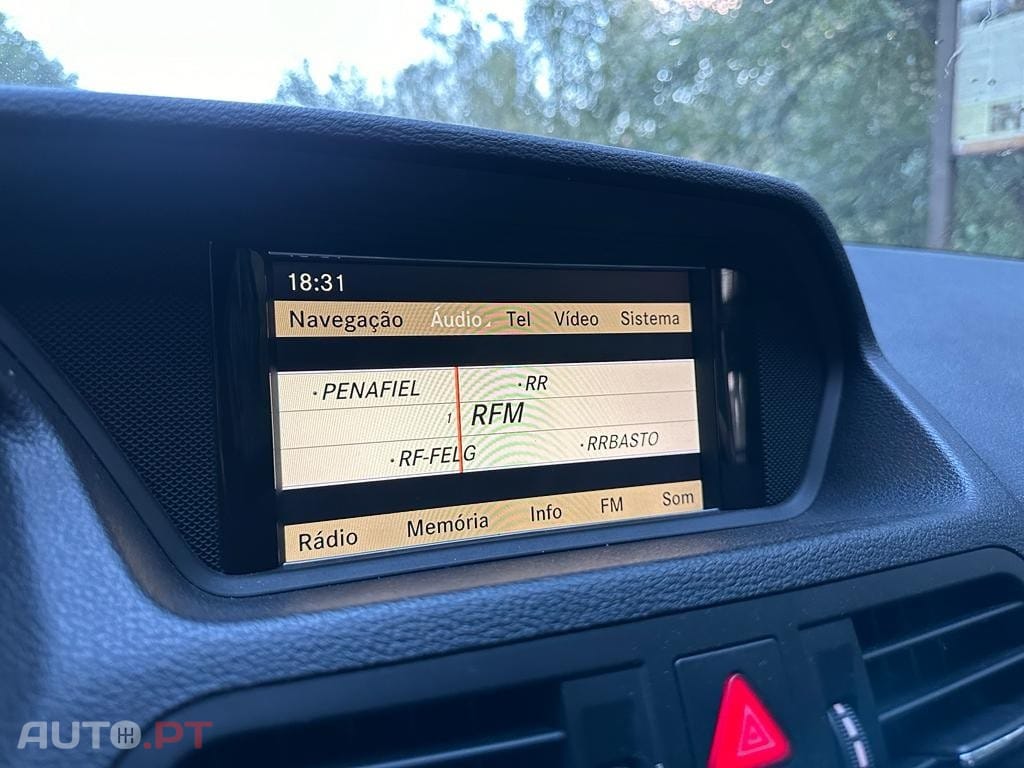 18:31
Navegação Áudio Tel Vídeo Sistema
·PENAFIEL ·RR
1 RFM
·RF-FELG ·RRBASTO
Rádio Memória Info FM Som
AUTO.PT